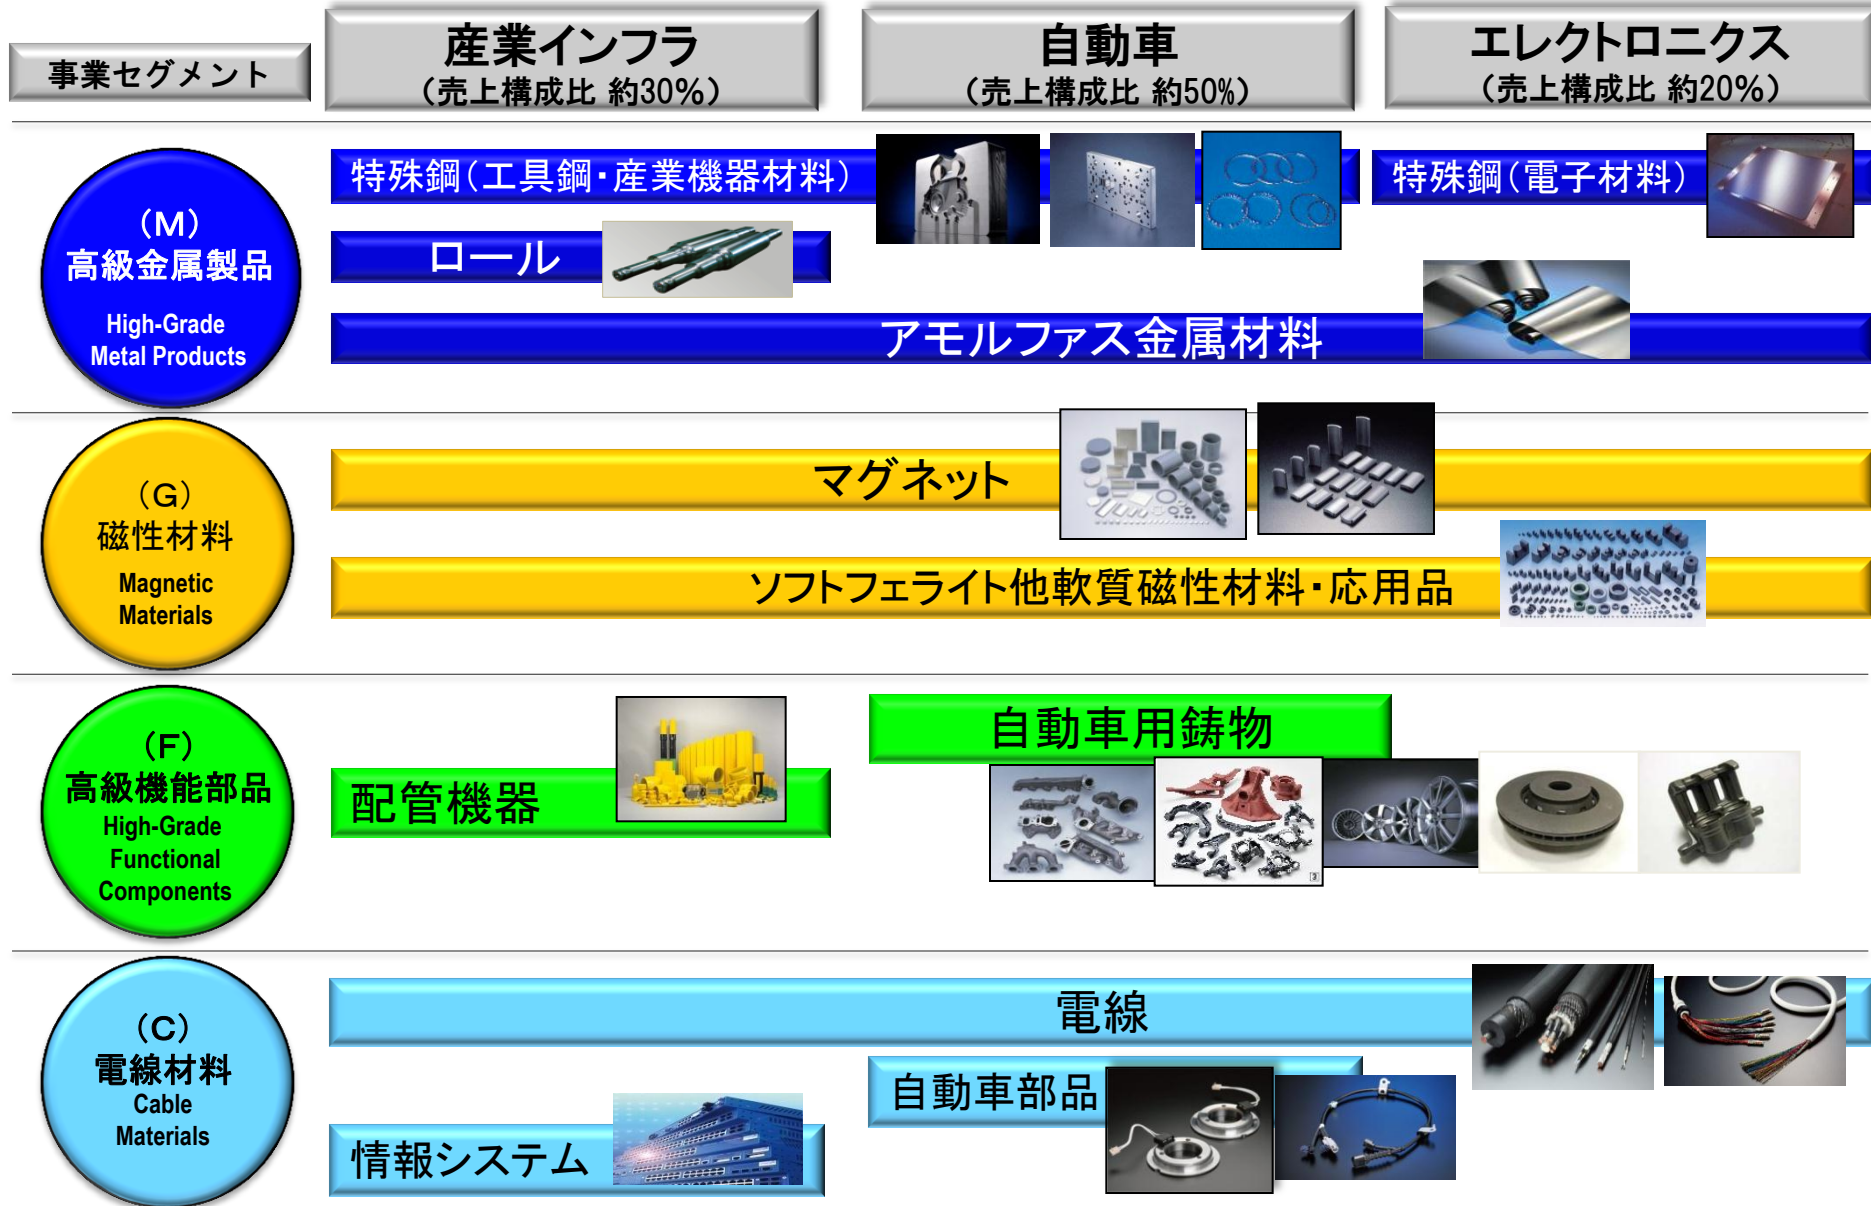 事業セグメント
産業インフラ
（売上構成比 約30％）
自動車
（売上構成比 約50％）
エレクトロニクス
（売上構成比 約20％）
（M）
高級金属製品
High-Grade
Metal Products
特殊鋼（工具鋼・産業機器材料）
特殊鋼（電子材料）
ロール
アモルファス金属材料
（G）
磁性材料
Magnetic
Materials
マグネット
ソフトフェライト他軟質磁性材料・応用品
（F）
高級機能部品
High-Grade
Functional
Components
自動車用鋳物
配管機器
（C）
電線材料
Cable
Materials
電線
自動車部品
情報システム